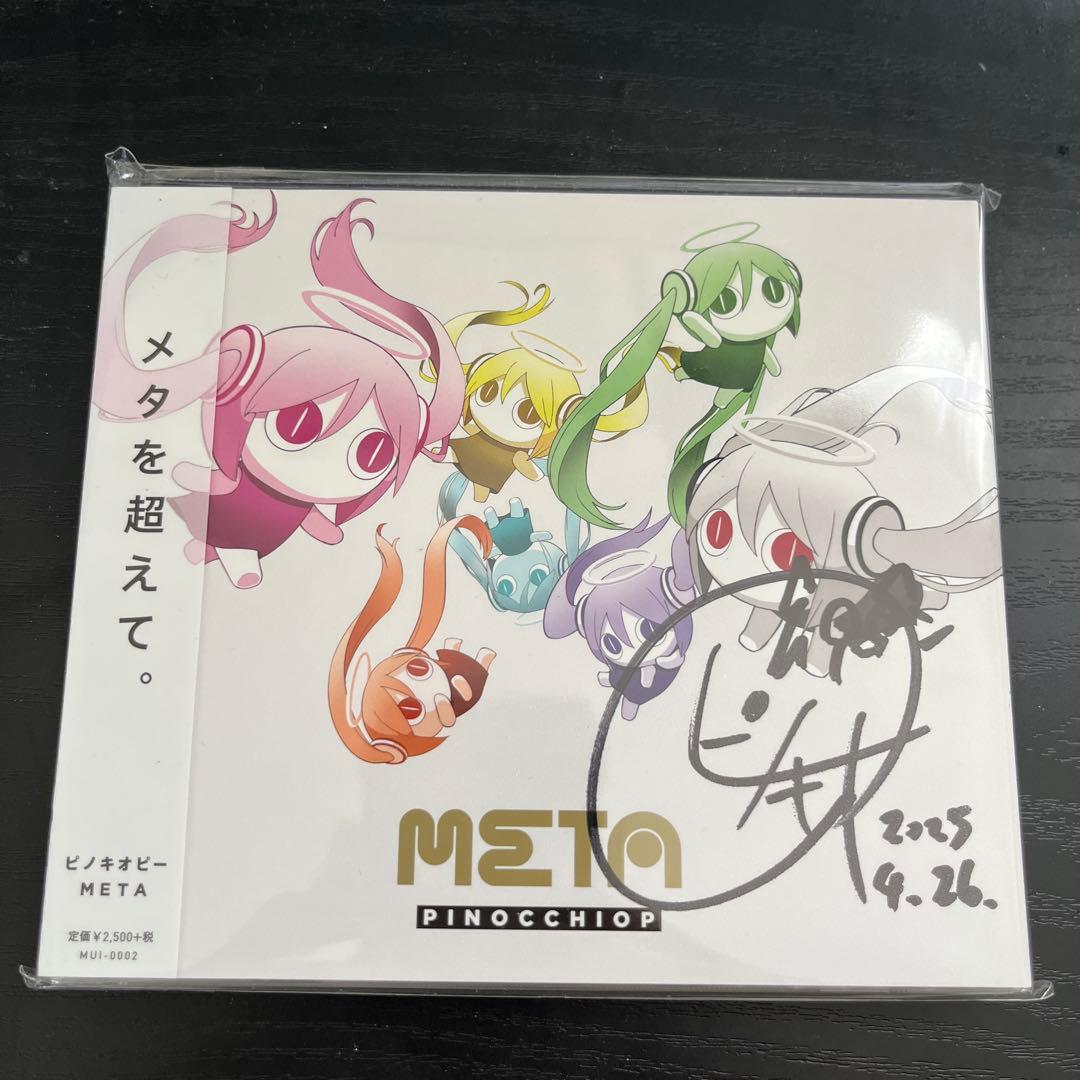 メタを超えて。
ピノキオピー
META
定価¥2,500+税
MUI-0002
META
PINOCCHIOP
ピノキオ
2025
4.26.